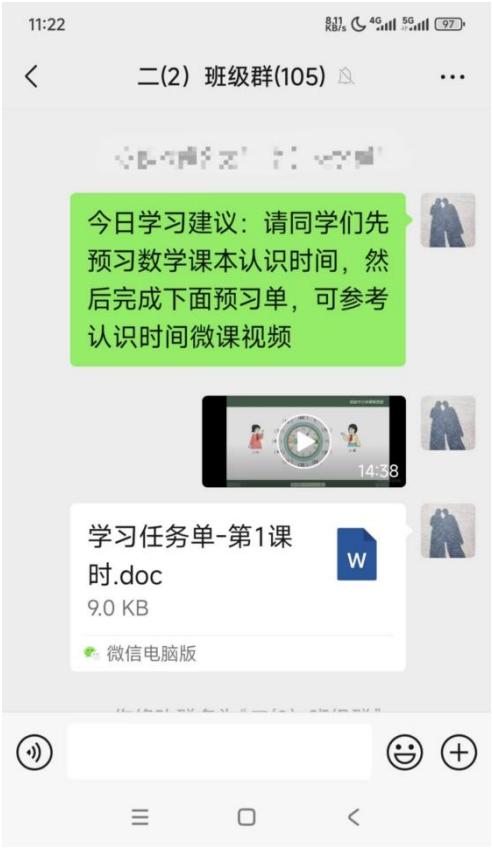 11:22
8.11 KB/s 4G 5G 97
二(2) 班级群(105)
今日学习建议：请同学们先
预习数学课本认识时间，然
后完成下面预习单，可参考
认识时间微课视频
14:38
学习任务单-第1课
时.doc
W
9.0 KB
微信电脑版